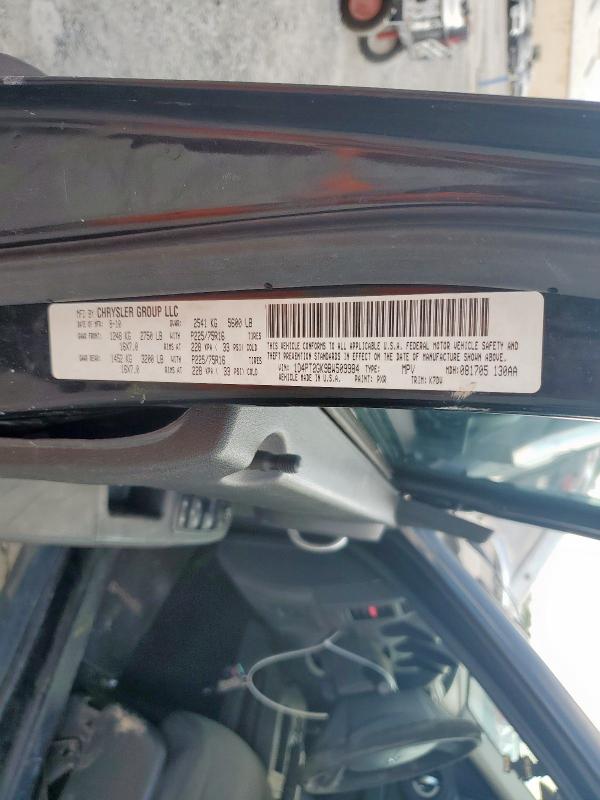 MFD BY CHRYSLER GROUP LLC
DATE OF MFR: 8-10 GVWR: 2541 KG 5600 LB
GAWR FRONT: 1248 KG 2750 LB WITH P225/75R16 TIRES
16X7.0 RIMS AT 228 KPA ( 33 PSI) COLD
GAWR REAR: 1452 KG 3200 LB WITH P225/75R16 TIRES
16X7.0 RIMS AT 228 KPA ( 33 PSI) COLD
THIS VEHICLE CONFORMS TO ALL APPLICABLE U.S.A. FEDERAL MOTOR VEHICLE SAFETY AND
THEFT PREVENTION STANDARDS IN EFFECT ON THE DATE OF MANUFACTURE SHOWN ABOVE.
VIN: 1D4PT2GK9BW509984 TYPE: MPV MDH: 081705 130AA
VEHICLE MADE IN U.S.A. PAINT: PXR TRIM: K7DV